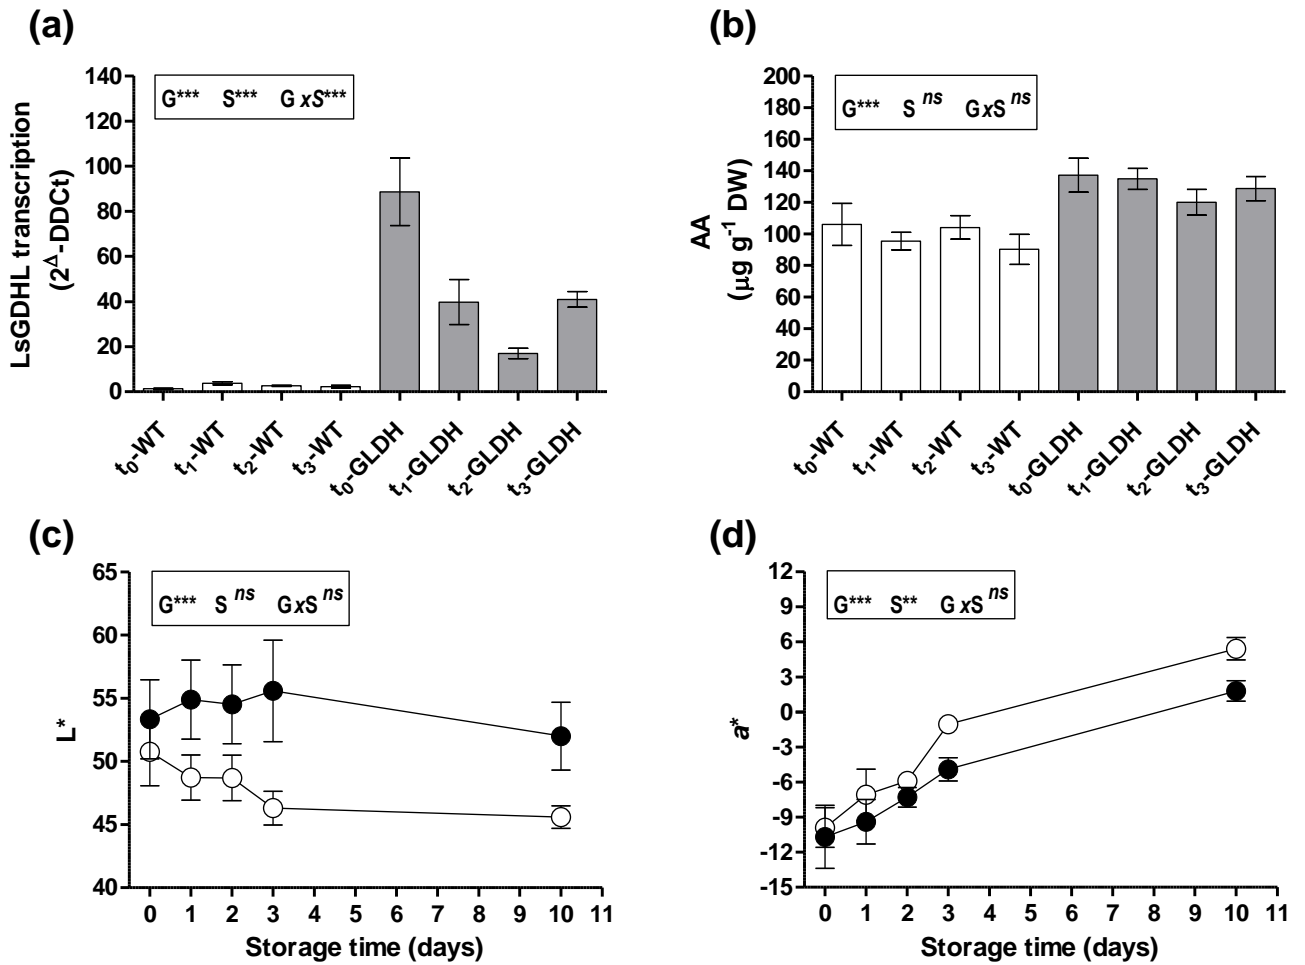 (a)
LsGDHL transcription
(2^Δ-DDCt)
140
120
100
80
60
40
20
0
G*** S*** G xS***
t0-WT
t1-WT
t2-WT
t3-WT
t0-GLDH
t1-GLDH
t2-GLDH
t3-GLDH
(b)
AA
(µg g-1 DW)
200
180
160
140
120
100
80
60
40
20
0
G*** S ns GxS ns
t0-WT
t1-WT
t2-WT
t3-WT
t0-GLDH
t1-GLDH
t2-GLDH
t3-GLDH
(c)
L*
65
60
55
50
45
40
G*** S ns GxS ns
0 1 2 3 4 5 6 7 8 9 10 11
Storage time (days)
(d)
a*
12
9
6
3
0
-3
-6
-9
-12
-15
G*** S** G xS ns
0 1 2 3 4 5 6 7 8 9 10 11
Storage time (days)